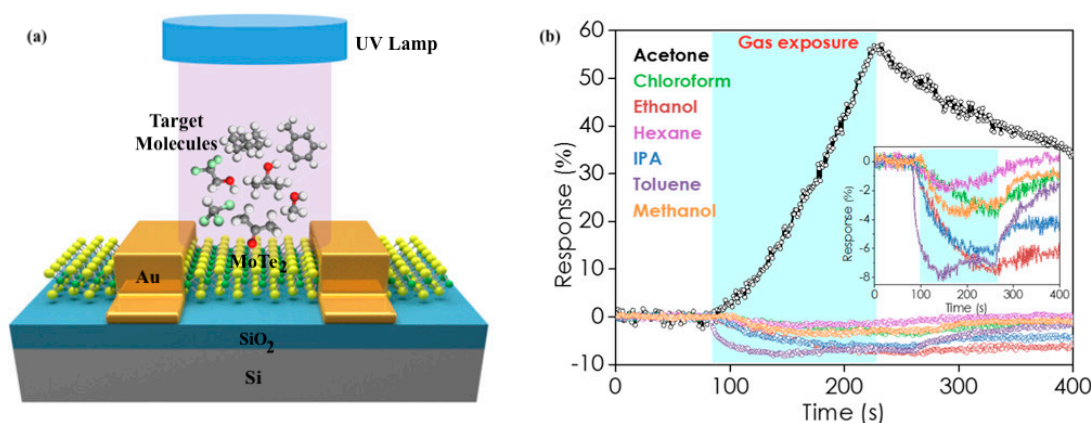 (a)
UV Lamp
Target
Molecules
MoTe2
Au
SiO2
Si
(b)
60
50
40
30
20
10
0
-10
Response (%)
Gas exposure
Acetone
Chloroform
Ethanol
Hexane
IPA
Toluene
Methanol
0
-2
-4
-6
-8
Response (%)
0 100 200 300 400
Time (s)
0 100 200 300 400
Time (s)